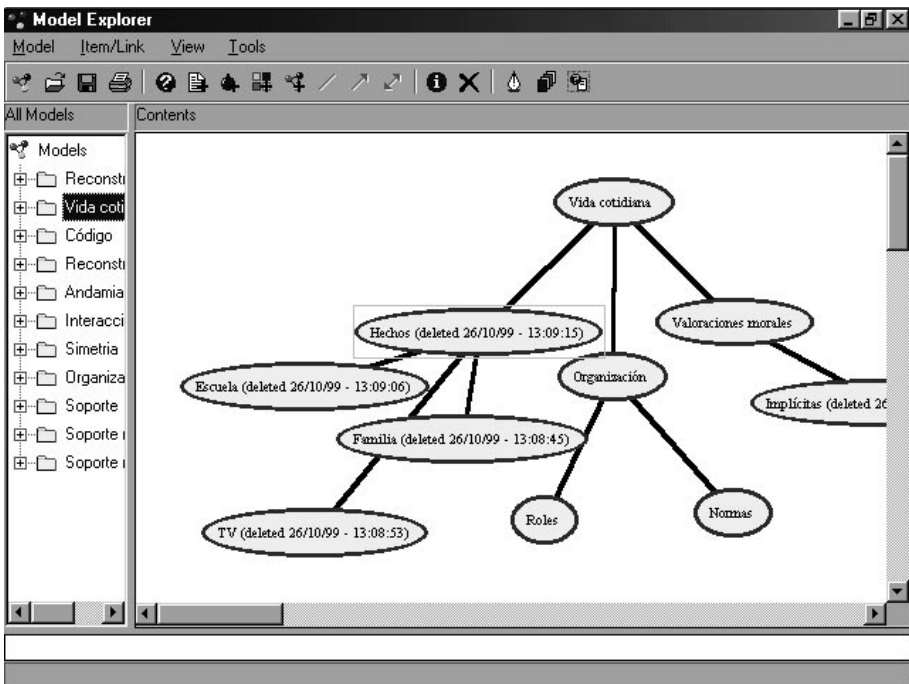 Model Explorer
Model Item/Link View Tools
All Models
Contents
Models
Reconstr
Vida coti
Código
Reconstr
Andamia
Interacci
Simetria
Organiza
Soporte
Soporte
Soporte
Vida cotidiana
Hechos (deleted 26/10/99 - 13:09:15)
Valoraciones morales
Escuela (deleted 26/10/99 - 13:09:06)
Organización
Implícitas (deleted 26
Familia (deleted 26/10/99 - 13:08:45)
Roles
Normas
TV (deleted 26/10/99 - 13:08:53)